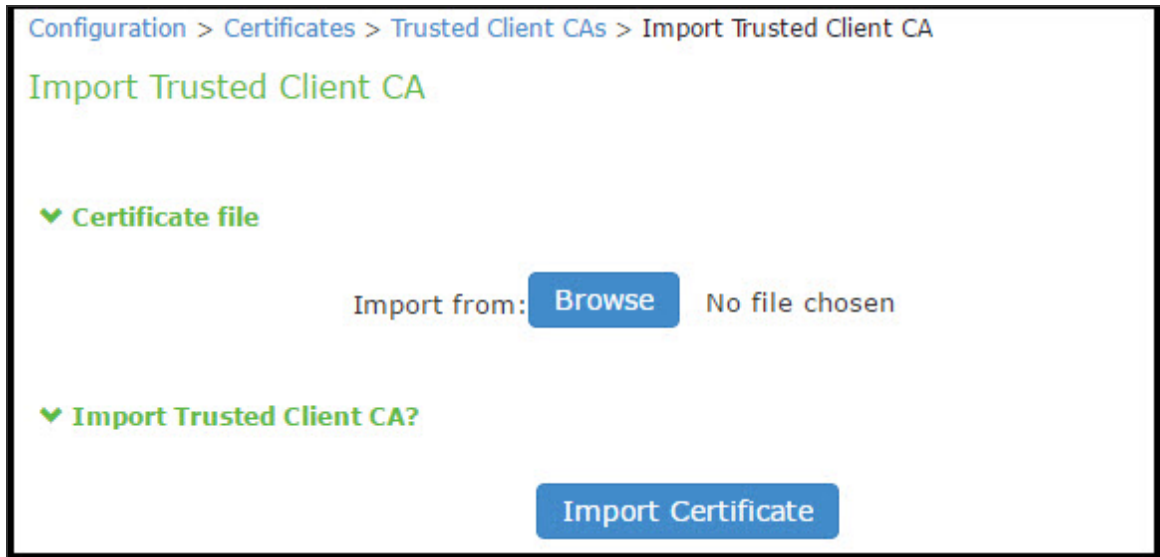 Configuration > Certificates > Trusted Client CAs > Import Trusted Client CA
Import Trusted Client CA
Certificate file
Import from: Browse No file chosen
Import Trusted Client CA?
Import Certificate